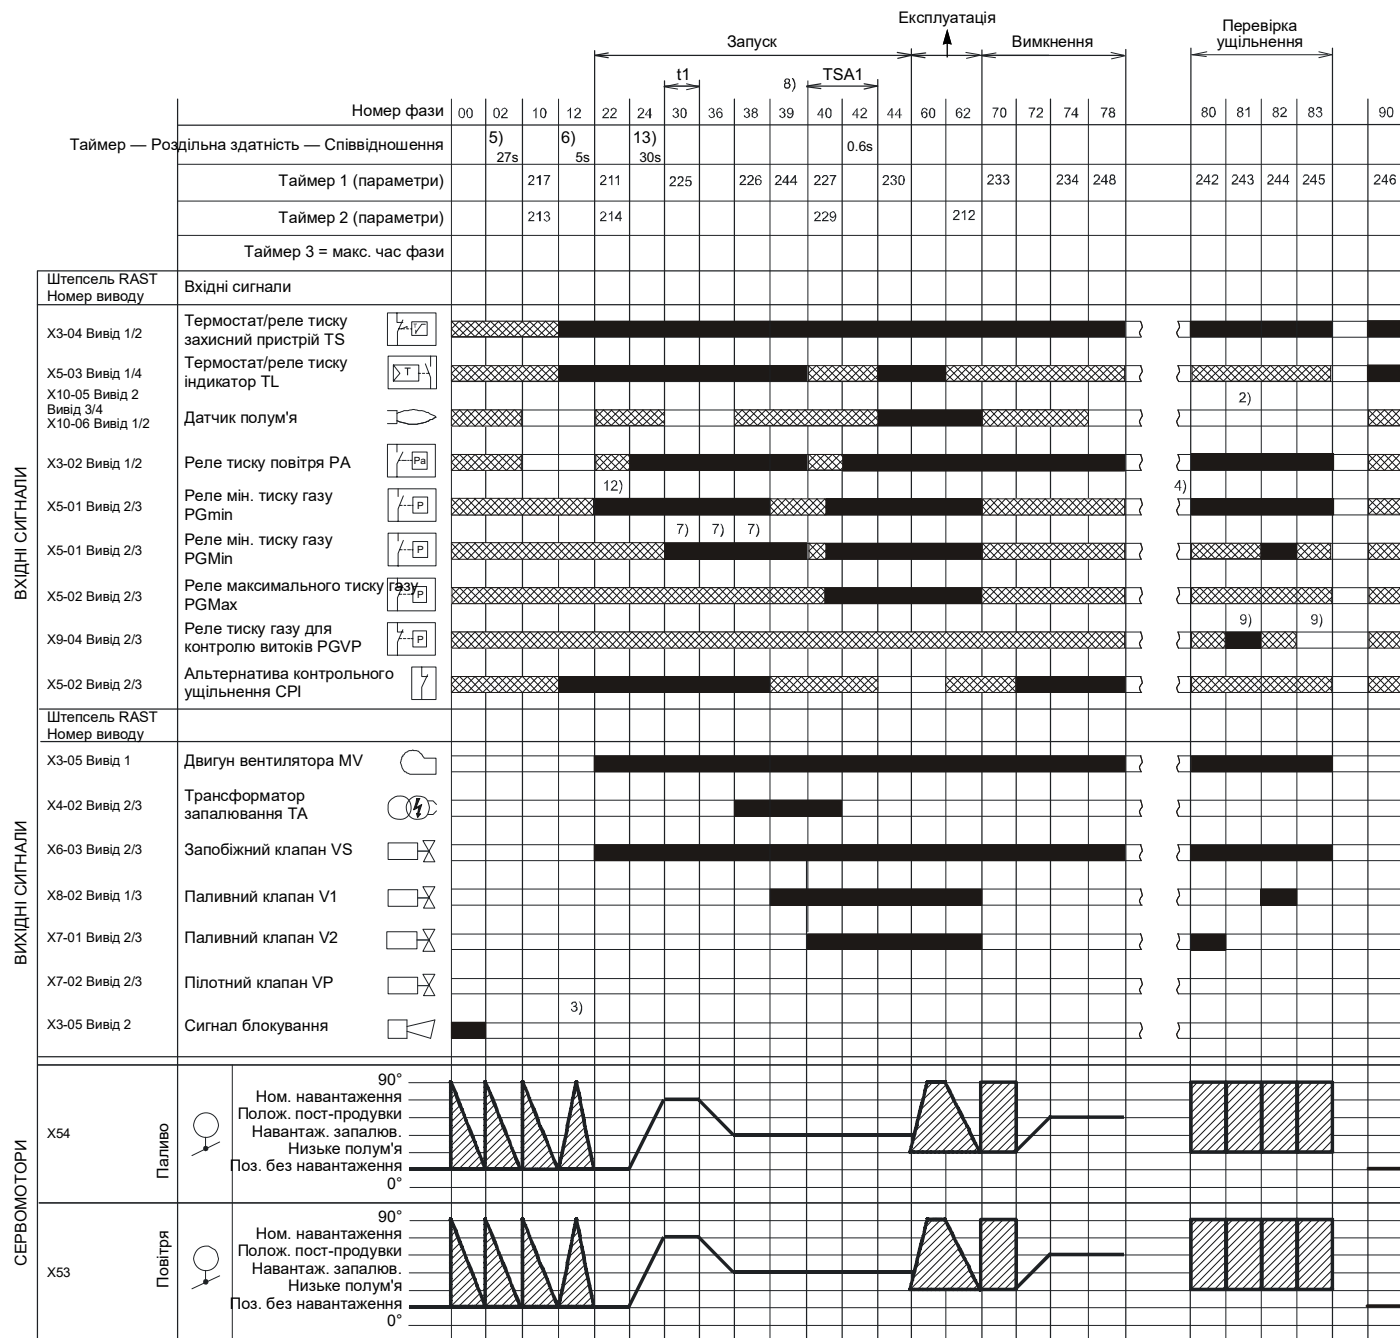 Експлуатація
Запуск
Вимкнення
Перевірка
ущільнення
t1
8)
TSA1
Номер фази 00 02 10 12 22 24 30 36 38 39 40 42 44 60 62 70 72 74 78 80 81 82 83 90
Таймер — Роздільна здатність — Співвідношення 5) 27s 6) 5s 13) 30s 0.6s
Таймер 1 (параметри) 217 211 225 226 244 227 230 233 234 248 242 243 244 245 246
Таймер 2 (параметри) 213 214 229 212
Таймер 3 = макс. час фази
Штепсель RAST
Номер виводу
Вхідні сигнали
ВХІДНІ СИГНАЛИ
X3-04 Вивід 1/2
Термостат/реле тиску
захисний пристрій TS
X5-03 Вивід 1/4
Термостат/реле тиску
індикатор TL
T
X10-05 Вивід 2
Вивід 3/4
X10-06 Вивід 1/2
Датчик полум'я
2)
X3-02 Вивід 1/2
Реле тиску повітря PA
Pa
12)
4)
X5-01 Вивід 2/3
Реле мін. тиску газу
PGmin
P
7) 7) 7)
X5-01 Вивід 2/3
Реле мін. тиску газу
PGMin
P
X5-02 Вивід 2/3
Реле максимального тиску газу
PGMax
P
9) 9)
X9-04 Вивід 2/3
Реле тиску газу для
контролю витоків PGVP
P
X5-02 Вивід 2/3
Альтернатива контрольного
ущільнення CPI
Штепсель RAST
Номер виводу
ВИХІДНІ СИГНАЛИ
X3-05 Вивід 1
Двигун вентилятора MV
X4-02 Вивід 2/3
Трансформатор
запалювання TA
X6-03 Вивід 2/3
Запобіжний клапан VS
X8-02 Вивід 1/3
Паливний клапан V1
X7-01 Вивід 2/3
Паливний клапан V2
X7-02 Вивід 2/3
Пілотний клапан VP
3)
X3-05 Вивід 2
Сигнал блокування
СЕРВОМОТОРИ
X54
Паливо
90°
Ном. навантаження
Полож. пост-продувки
Навантаж. запалюв.
Низьке полум'я
Поз. без навантаження
0°
X53
Повітря
90°
Ном. навантаження
Полож. пост-продувки
Навантаж. запалюв.
Низьке полум'я
Поз. без навантаження
0°